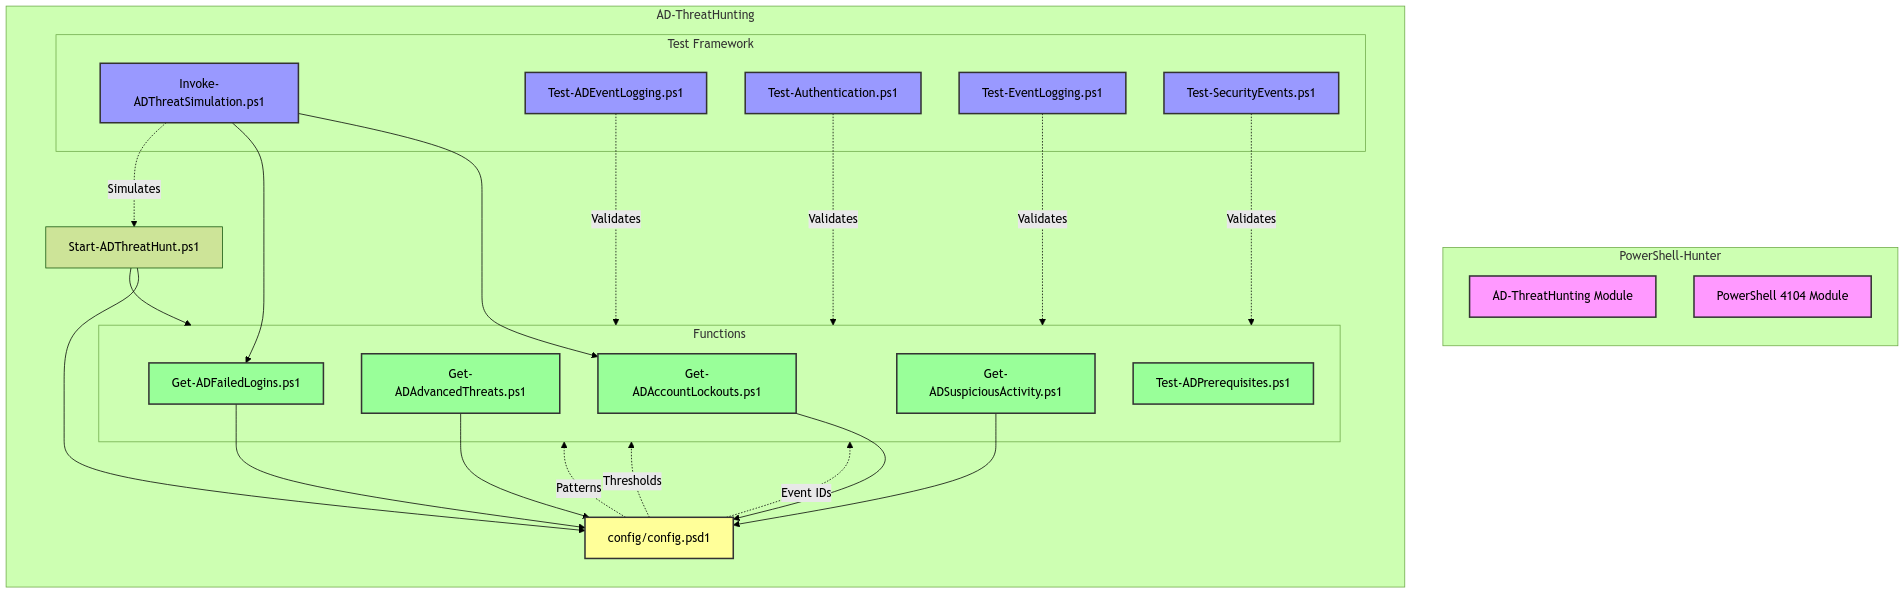 AD-ThreatHunting
Test Framework
Invoke-
ADThreatSimulation.ps1
Test-ADEventLogging.ps1
Test-Authentication.ps1
Test-EventLogging.ps1
Test-SecurityEvents.ps1
Simulates
Validates
Validates
Validates
Validates
Start-ADThreatHunt.ps1
PowerShell-Hunter
AD-ThreatHunting Module
PowerShell 4104 Module
Functions
Get-ADFailedLogins.ps1
Get-
ADAdvancedThreats.ps1
Get-
ADAccountLockouts.ps1
Get-
ADSuspiciousActivity.ps1
Test-ADPrerequisites.ps1
Patterns
Thresholds
Event IDs
config/config.psd1